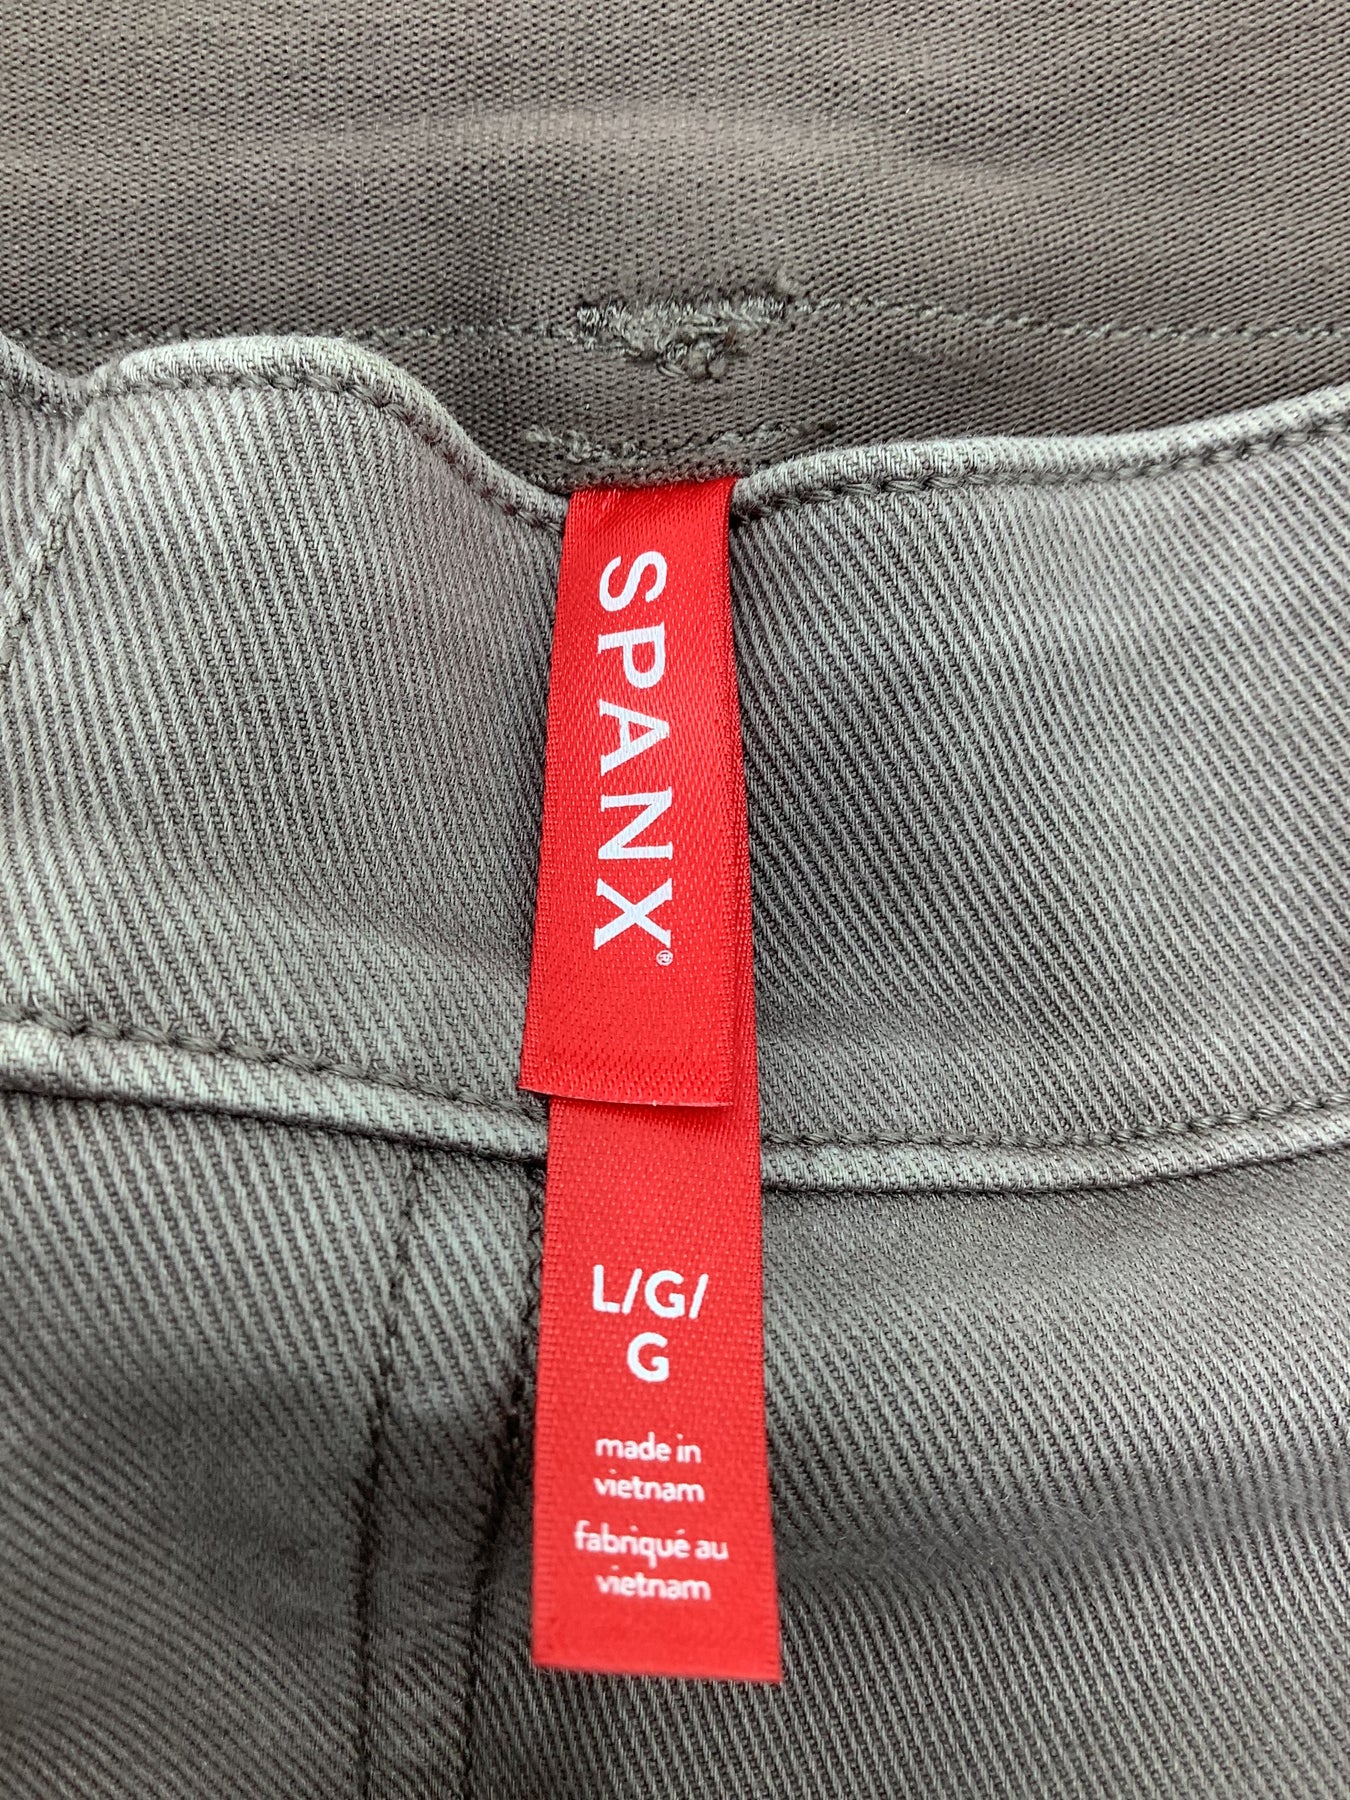 SPANX®
L/G/
G
made in
vietnam
fabriqué au
vietnam